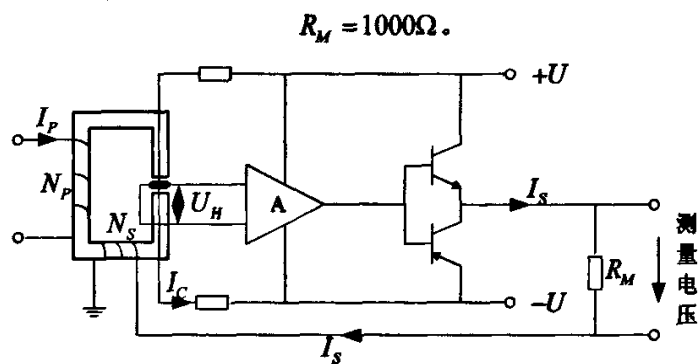 R_M = 1000Ω。
+U
I_P
N_P
N_S
U_H
A
I_S
I_C
R_M
测量电压
-U
I_S